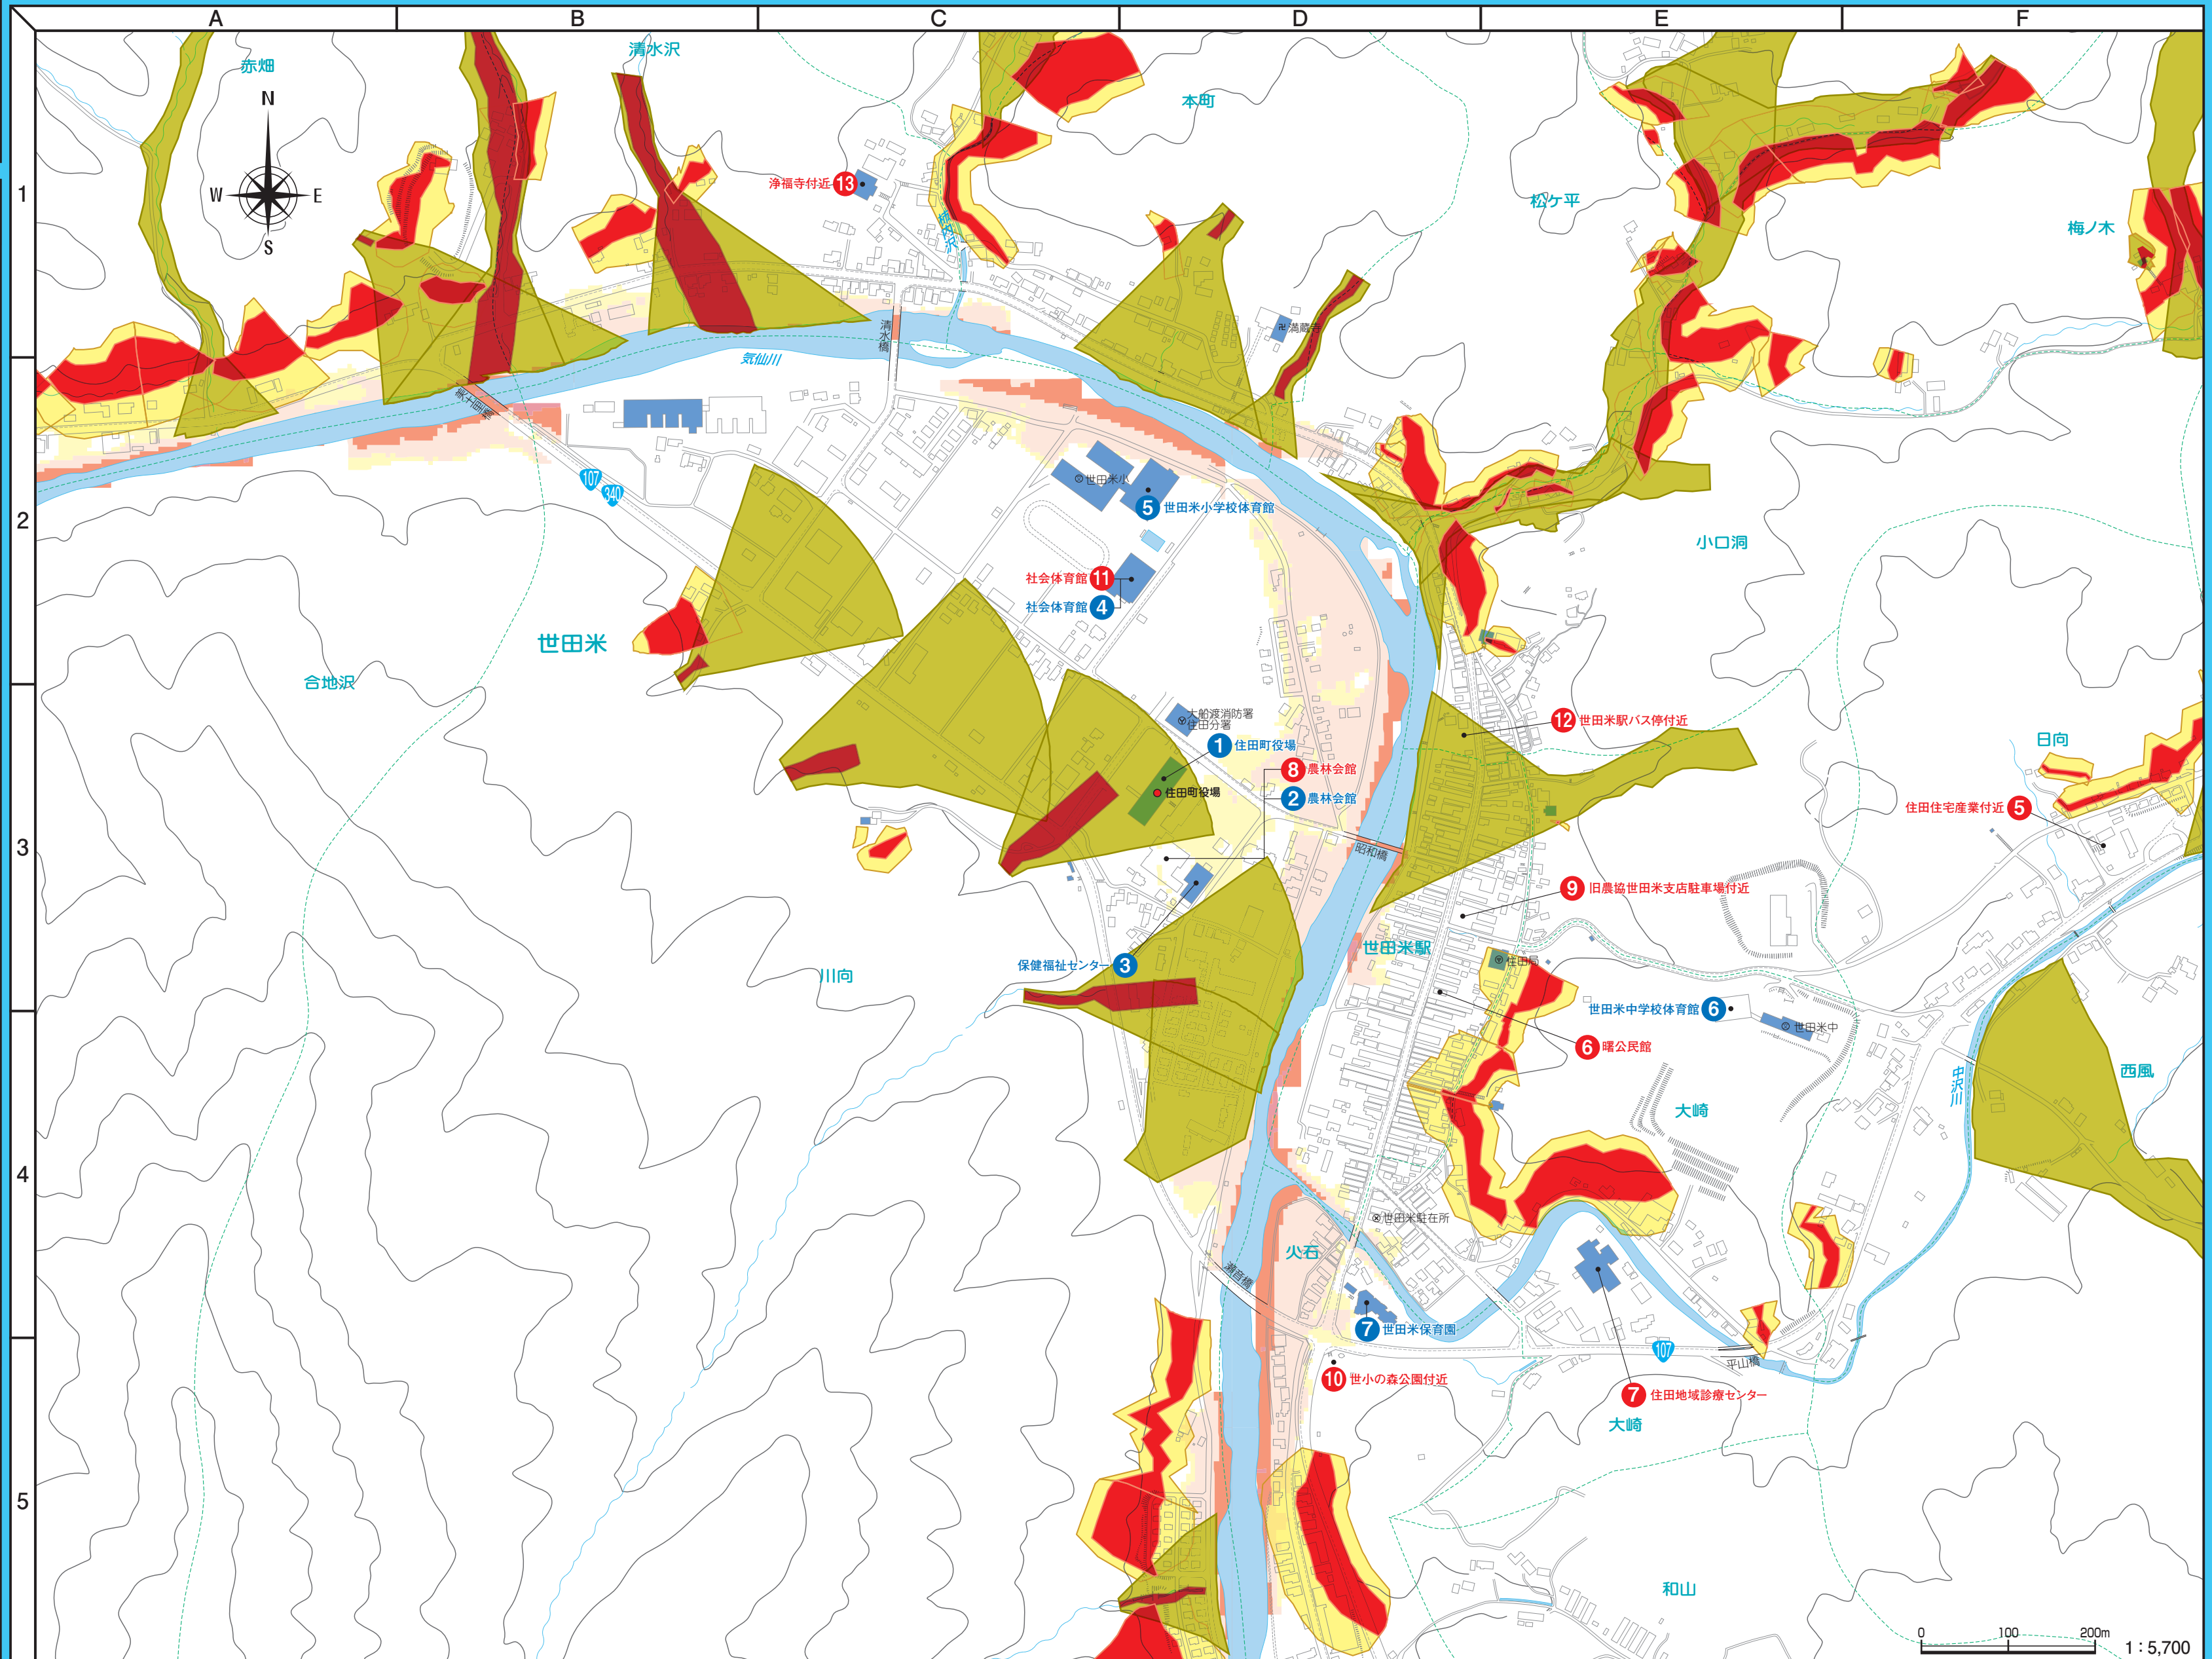 A
B
C
D
E
F
1
2
3
4
5
赤畑
清水沢
本町
N
W
E
S
浄福寺付近 13
柿内沢
松ケ平
梅ノ木
卍満蔵寺
清水橋
気仙川
107
340
世田米小
5 世田米小学校体育館
小口洞
社会体育館 11
社会体育館 4
世田米
合地沢
大船渡消防署
住田分署
1 住田町役場
12 世田米駅バス停付近
日向
8 農林会館
住田町役場
2 農林会館
住田住宅産業付近 5
昭和橋
9 旧農協世田米支店駐車場付近
世田米駅
保健福祉センター 3
住田局
川向
世田米中学校体育館 6
世田米中
6 曙公民館
中沢川
西風
大崎
世田米駐在所
火石
瀬音橋
7 世田米保育園
107
平山橋
10 世小の森公園付近
7 住田地域診療センター
大崎
和山
0 100 200m
1：5,700